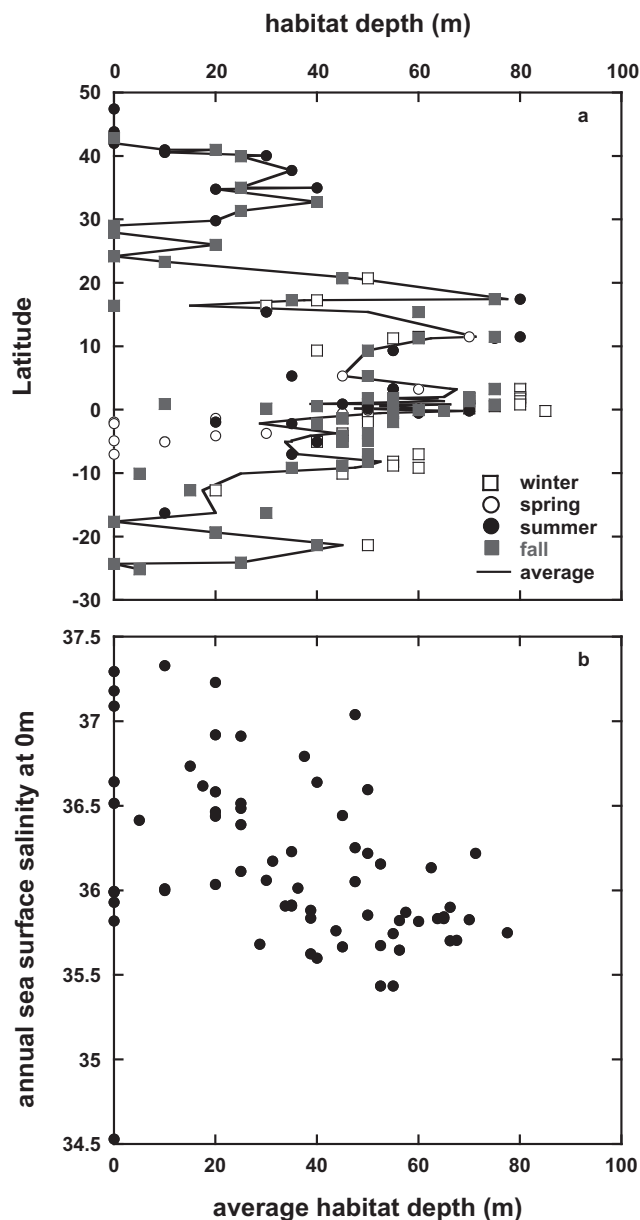 habitat depth (m)
0 20 40 60 80 100
50
a
40
30
20
10
0
-10
-20
-30
Latitude
winter
spring
summer
fall
average
37.5
b
37
36.5
36
35.5
35
34.5
annual sea surface salinity at 0m
0 20 40 60 80 100
average habitat depth (m)